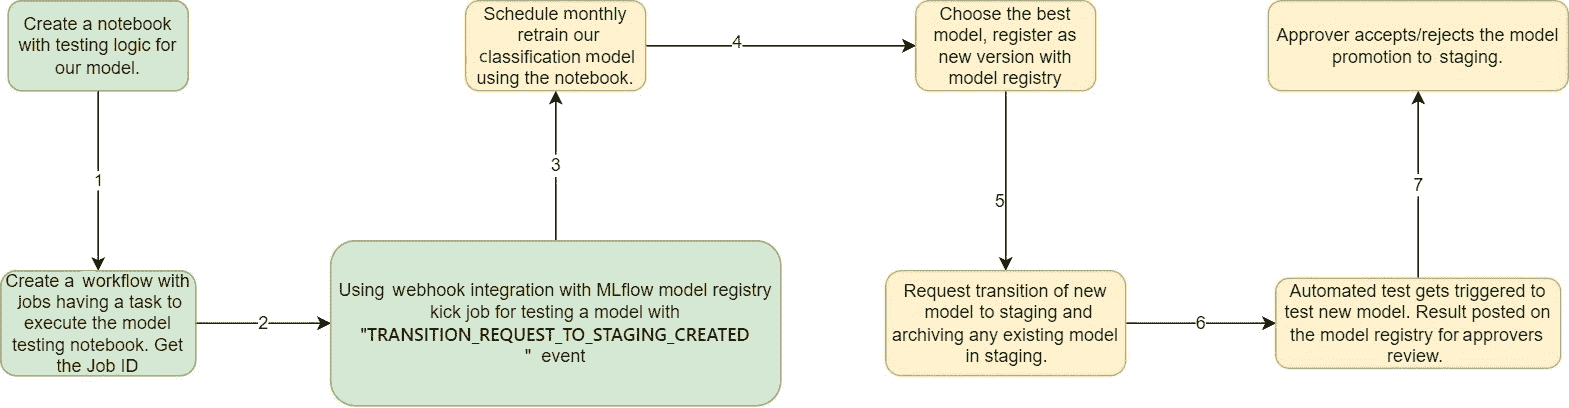 Create a notebook
with testing logic for
our model.
1
Create a workflow with
jobs having a task to
execute the model
testing notebook. Get
the Job ID
2
Using webhook integration with MLflow model registry
kick job for testing a model with
"TRANSITION_REQUEST_TO_STAGING_CREATED
" event
3
Schedule monthly
retrain our
classification model
using the notebook.
4
Choose the best
model, register as
new version with
model registry
5
Request transition of new
model to staging and
archiving any existing model
in staging.
6
Automated test gets triggered to
test new model. Result posted on
the model registry for approvers
review.
7
Approver accepts/rejects the model
promotion to staging.